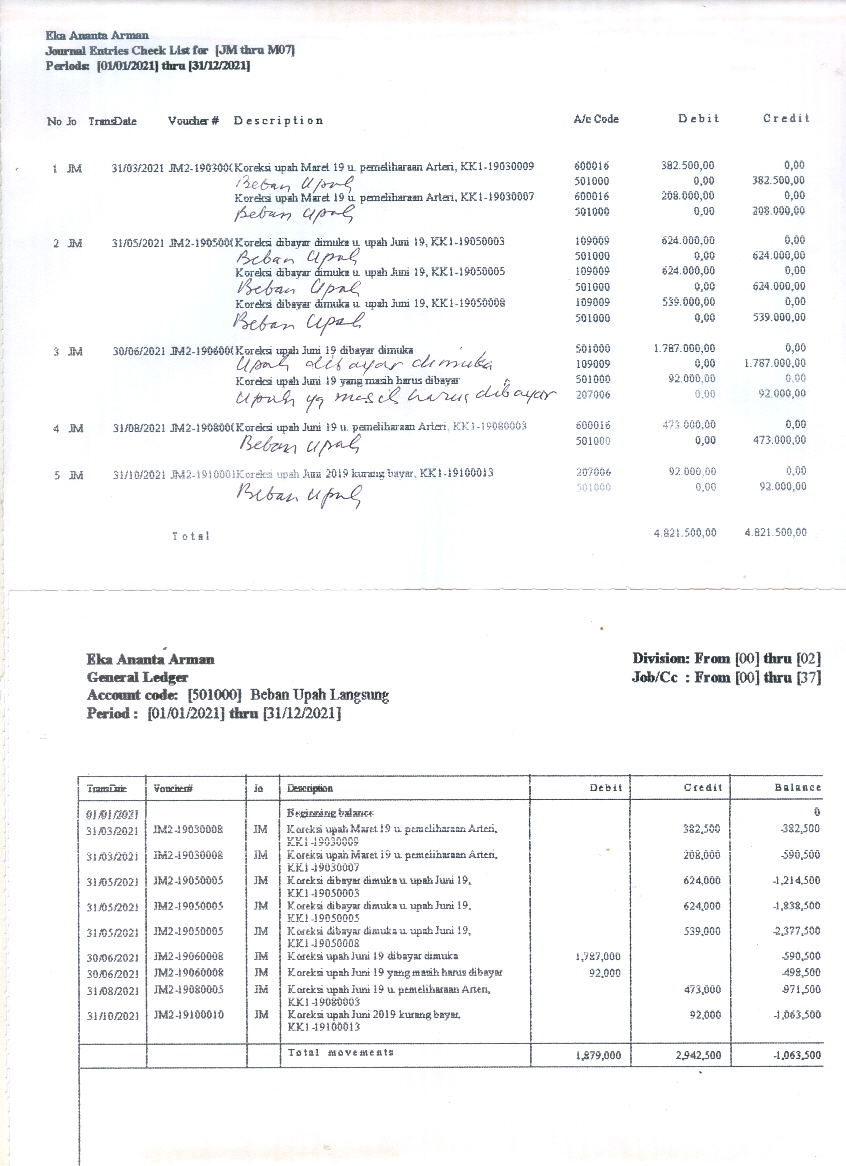 Eka Ananta Arman
Journal Entries Check List for [JM thru M07]
Periods: [01/01/2021] thru [31/12/2021]
No Jo TransDate Voucher # Description A/c Code Debit Credit
1 JM 31/03/2021 JM2-190300( Koreksi upah Maret 19 u. pemeliharaan Arteri, KK1-19030009 600016 382.500,00 0,00
Beban Upah 501000 0,00 382.500,00
Koreksi upah Maret 19 u. pemeliharaan Arteri, KK1-19030007 600016 208.000,00 0,00
Beban Upah 501000 0,00 208.000,00
2 JM 31/05/2021 JM2-190500( Koreksi dibayar dimuka u. upah Juni 19, KK1-19050003 109009 624.000,00 0,00
Beban Upah 501000 0,00 624.000,00
Koreksi dibayar dimuka u. upah Juni 19, KK1-19050005 109009 624.000,00 0,00
Beban Upah 501000 0,00 624.000,00
Koreksi dibayar dimuka u. upah Juni 19, KK1-19050008 109009 539.000,00 0,00
Beban Upah 501000 0,00 539.000,00
3 JM 30/06/2021 JM2-190600( Koreksi upah Juni 19 dibayar dimuka 501000 1.787.000,00 0,00
Upah dibayar dimuka 109009 0,00 1.787.000,00
Koreksi upah Juni 19 yang masih harus dibayar 501000 92.000,00 0,00
Upah yg masih harus dibayar 207006 0,00 92.000,00
4 JM 31/08/2021 JM2-190800( Koreksi upah Juni 19 u. pemeliharaan Arteri, KK1-19080003 600016 473.000,00 0,00
Beban Upah 501000 0,00 473.000,00
5 JM 31/10/2021 JM2-1910001 Koreksi upah Juni 2019 kurang bayar, KK1-19100013 207006 92.000,00 0,00
Beban Upah 501000 0,00 92.000,00
Total 4.821.500,00 4.821.500,00
Eka Ananta Arman Division: From [00] thru [02]
General Ledger Job/Cc : From [00] thru [37]
Account code: [501000] Beban Upah Langsung
Period : [01/01/2021] thru [31/12/2021]
TransDate Voucher# Jo Description Debit Credit Balance
01/01/2021 Beginning balance 0
31/03/2021 JM2-19030008 JM Koreksi upah Maret 19 u. pemeliharaan Arteri, 382,500 -382,500
KK1-19030009
31/03/2021 JM2-19030008 JM Koreksi upah Maret 19 u. pemeliharaan Arteri, 208,000 -590,500
KK1-19030007
31/05/2021 JM2-19050005 JM Koreksi dibayar dimuka u. upah Juni 19, 624,000 -1,214,500
KK1-19050003
31/05/2021 JM2-19050005 JM Koreksi dibayar dimuka u. upah Juni 19, 624,000 -1,838,500
KK1-19050005
31/05/2021 JM2-19050005 JM Koreksi dibayar dimuka u. upah Juni 19, 539,000 -2,377,500
KK1-19050008
30/06/2021 JM2-19060008 JM Koreksi upah Juni 19 dibayar dimuka 1,787,000 -590,500
30/06/2021 JM2-19060008 JM Koreksi upah Juni 19 yang masih harus dibayar 92,000 -498,500
31/08/2021 JM2-19080005 JM Koreksi upah Juni 19 u. pemeliharaan Arteri, 473,000 -971,500
KK1-19080003
31/10/2021 JM2-19100010 JM Koreksi upah Juni 2019 kurang bayar, 92,000 -1,063,500
KK1-19100013
Total movements 1,879,000 2,942,500 -1,063,500